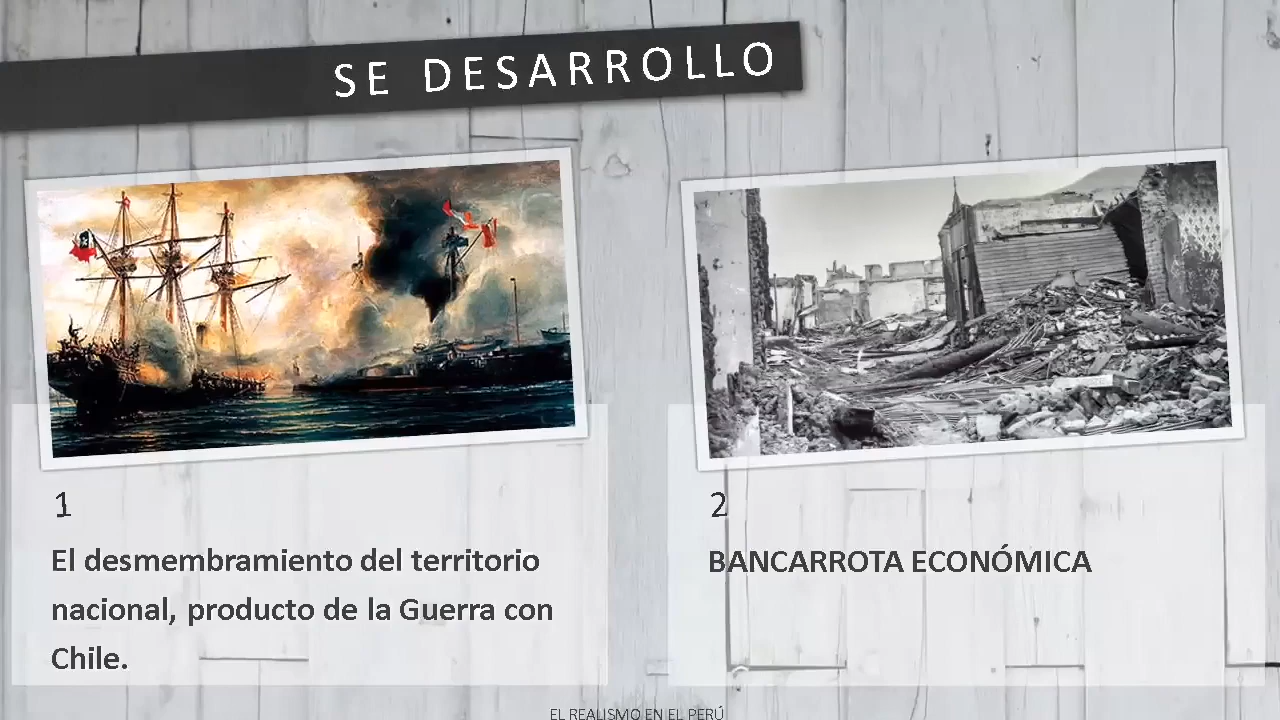 SE DESARROLLO
1
El desmembramiento del territorio
nacional, producto de la Guerra con
Chile.
2
BANCARROTA ECONÓMICA
EL REALISMO EN EL PERÚ